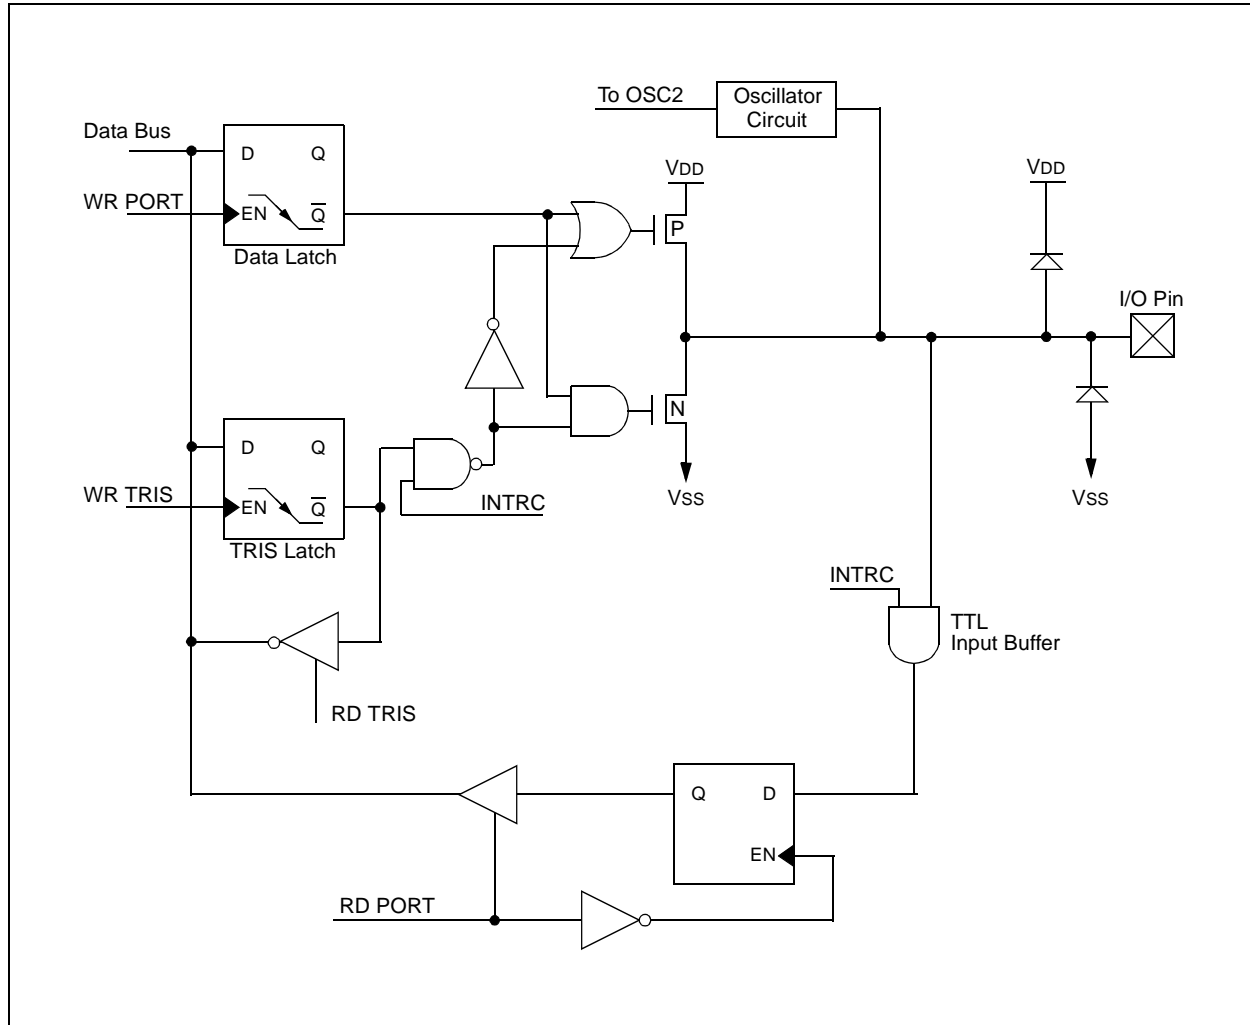 To OSC2
Oscillator
Circuit
Data Bus
D Q
VDD
VDD
WR PORT
EN Q̅
P
Data Latch
I/O Pin
N
D Q
WR TRIS
EN Q̅
INTRC
VSS
VSS
TRIS Latch
INTRC
TTL
Input Buffer
RD TRIS
Q D
EN
RD PORT